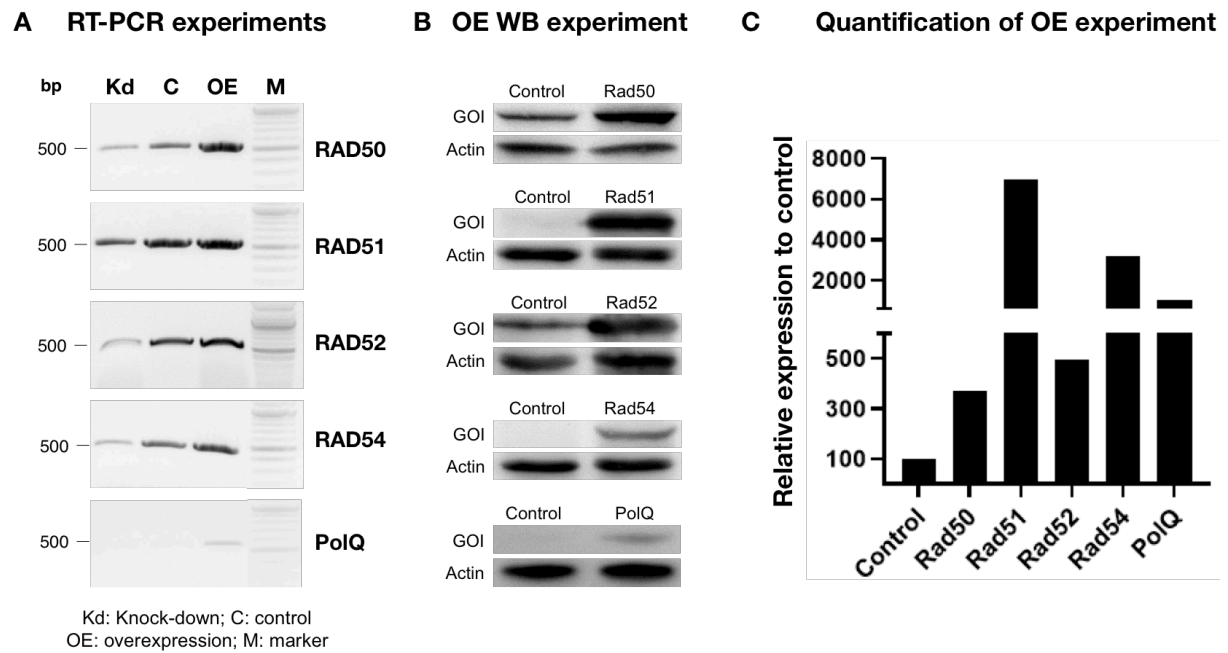 A RT-PCR experiments
bp Kd C OE M
500 RAD50
500 RAD51
500 RAD52
500 RAD54
500 PolQ
Kd: Knock-down; C: control
OE: overexpression; M: marker
B OE WB experiment
Control Rad50
GOI
Actin
Control Rad51
GOI
Actin
Control Rad52
GOI
Actin
Control Rad54
GOI
Actin
Control PolQ
GOI
Actin
C Quantification of OE experiment
Relative expression to control
8000
6000
4000
2000
500
300
100
Control Rad50 Rad51 Rad52 Rad54 PolQ